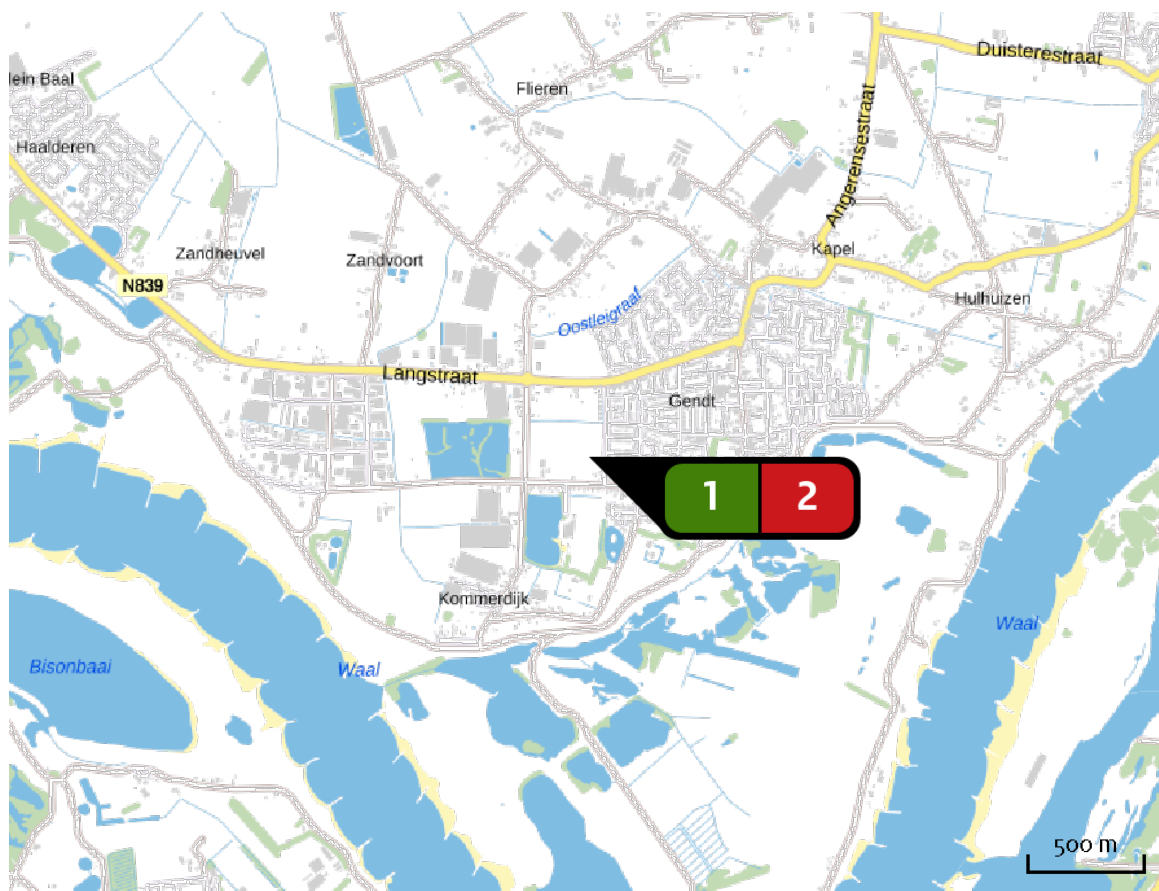 Duisterestraat
lein Baal
Flieren
Angerensestraat
Haalderen
Kapel
Zandheuvel
Zandvoort
N839
Hulhuizen
Oostleigraaf
Langstraat
Gendt
1 2
Kommerdijk
Waal
Bisonbaai
Waal
500 m